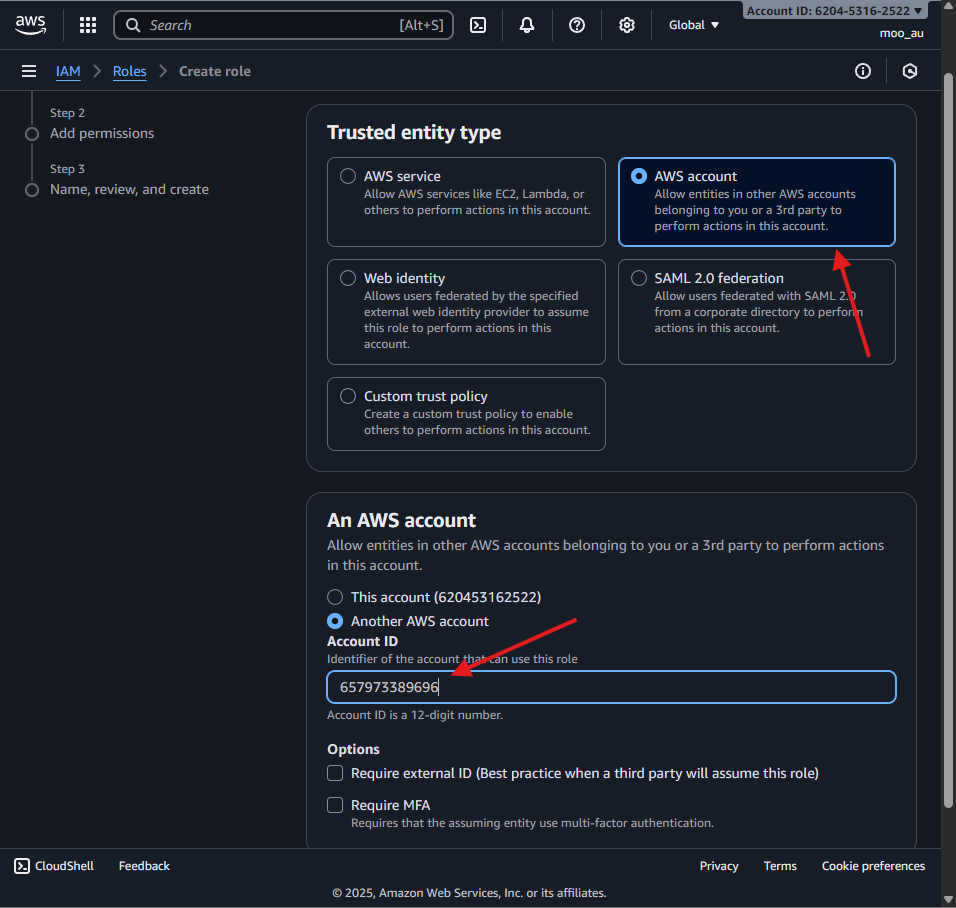 aws
Search [Alt+S]
Global
Account ID: 6204-5316-2522
moo_au
IAM > Roles > Create role
Step 2
Add permissions
Step 3
Name, review, and create
Trusted entity type
AWS service
Allow AWS services like EC2, Lambda, or
others to perform actions in this account.
AWS account
Allow entities in other AWS accounts
belonging to you or a 3rd party to
perform actions in this account.
Web identity
Allows users federated by the specified
external web identity provider to assume
this role to perform actions in this
account.
SAML 2.0 federation
Allow users federated with SAML 2.0
from a corporate directory to perform
actions in this account.
Custom trust policy
Create a custom trust policy to enable
others to perform actions in this account.
An AWS account
Allow entities in other AWS accounts belonging to you or a 3rd party to perform actions
in this account.
This account (620453162522)
Another AWS account
Account ID
Identifier of the account that can use this role
657973389696
Account ID is a 12-digit number.
Options
Require external ID (Best practice when a third party will assume this role)
Require MFA
Requires that the assuming entity use multi-factor authentication.
CloudShell Feedback
Privacy Terms Cookie preferences
© 2025, Amazon Web Services, Inc. or its affiliates.